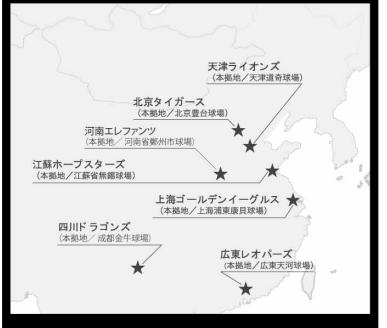 天津ライオンズ
(本拠地／天津道奇球場)
北京タイガース
(本拠地／北京豊台球場)
河南エレファンツ
(本拠地／ 河南省鄭州市球場)
江蘇ホープスターズ
(本拠地／江蘇省無錫球場)
上海ゴールデンイーグルス
(本拠地／上海浦東康貝球場)
四川ドラゴンズ
(本拠地／ 成都金牛球場)
広東レオパーズ
(本拠地／広東天河球場)